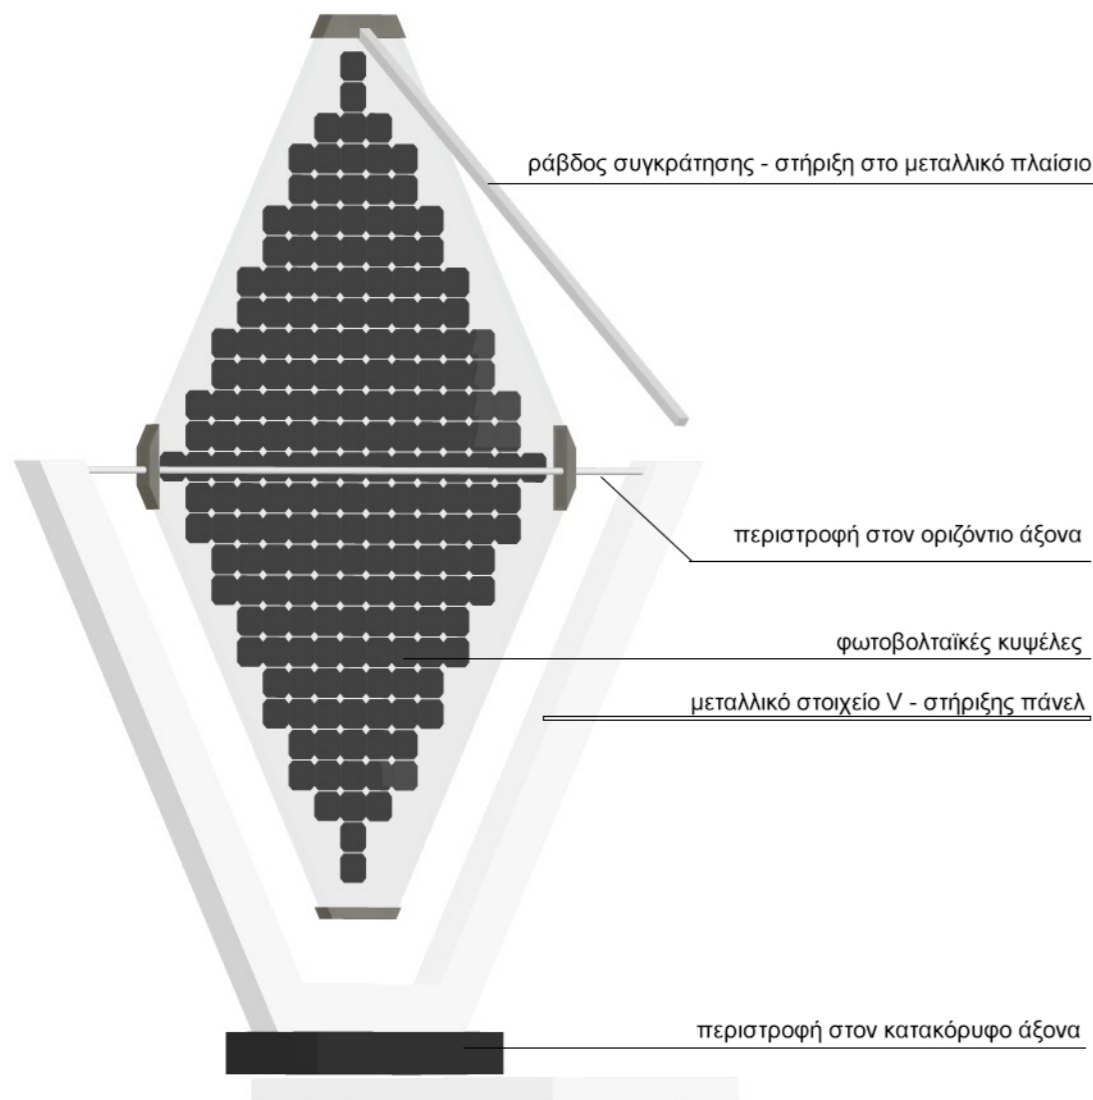 ράβδος συγκράτησης - στήριξη στο μεταλλικό πλαίσιο
περιστροφή στον οριζόντιο άξονα
φωτοβολταϊκές κυψέλες
μεταλλικό στοιχείο V - στήριξης πάνελ
περιστροφή στον κατακόρυφο άξονα